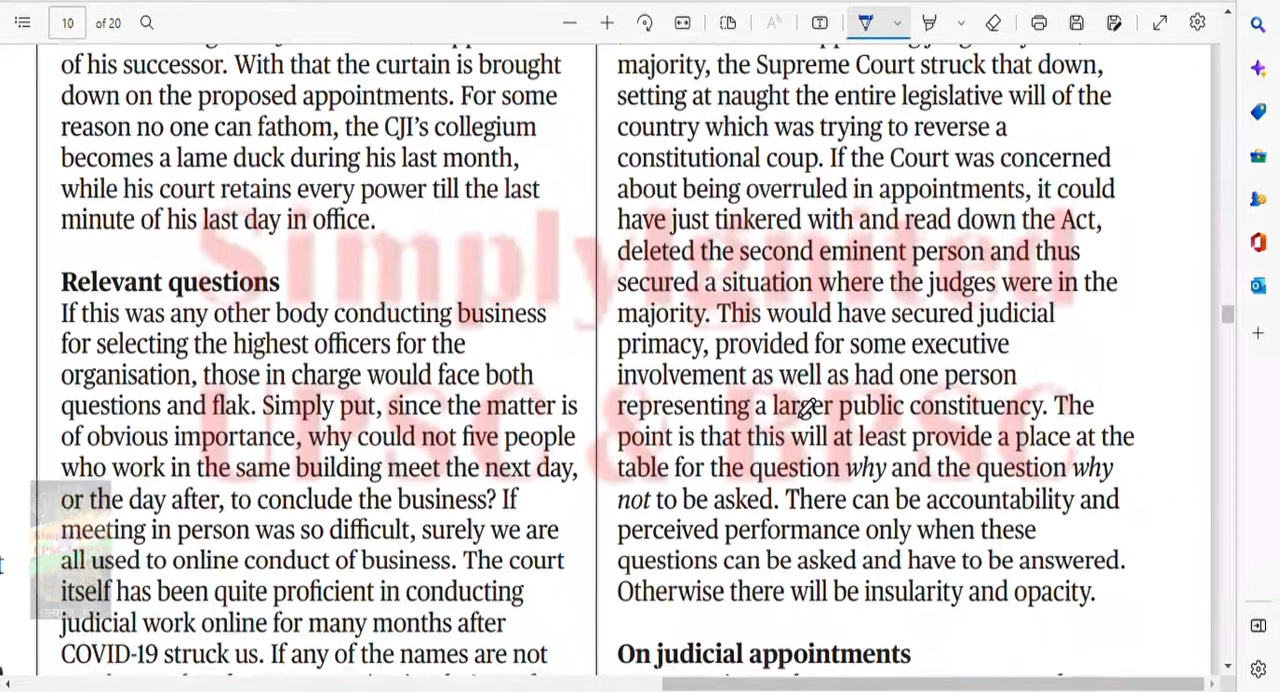 10 of 20
of his successor. With that the curtain is brought
down on the proposed appointments. For some
reason no one can fathom, the CJI’s collegium
becomes a lame duck during his last month,
while his court retains every power till the last
minute of his last day in office.
Relevant questions
If this was any other body conducting business
for selecting the highest officers for the
organisation, those in charge would face both
questions and flak. Simply put, since the matter is
of obvious importance, why could not five people
who work in the same building meet the next day,
or the day after, to conclude the business? If
meeting in person was so difficult, surely we are
all used to online conduct of business. The court
itself has been quite proficient in conducting
judicial work online for many months after
COVID-19 struck us. If any of the names are not
majority, the Supreme Court struck that down,
setting at naught the entire legislative will of the
country which was trying to reverse a
constitutional coup. If the Court was concerned
about being overruled in appointments, it could
have just tinkered with and read down the Act,
deleted the second eminent person and thus
secured a situation where the judges were in the
majority. This would have secured judicial
primacy, provided for some executive
involvement as well as had one person
representing a larger public constituency. The
point is that this will at least provide a place at the
table for the question why and the question why
not to be asked. There can be accountability and
perceived performance only when these
questions can be asked and have to be answered.
Otherwise there will be insularity and opacity.
On judicial appointments
SimplyIgnited
UPSC & BPSC